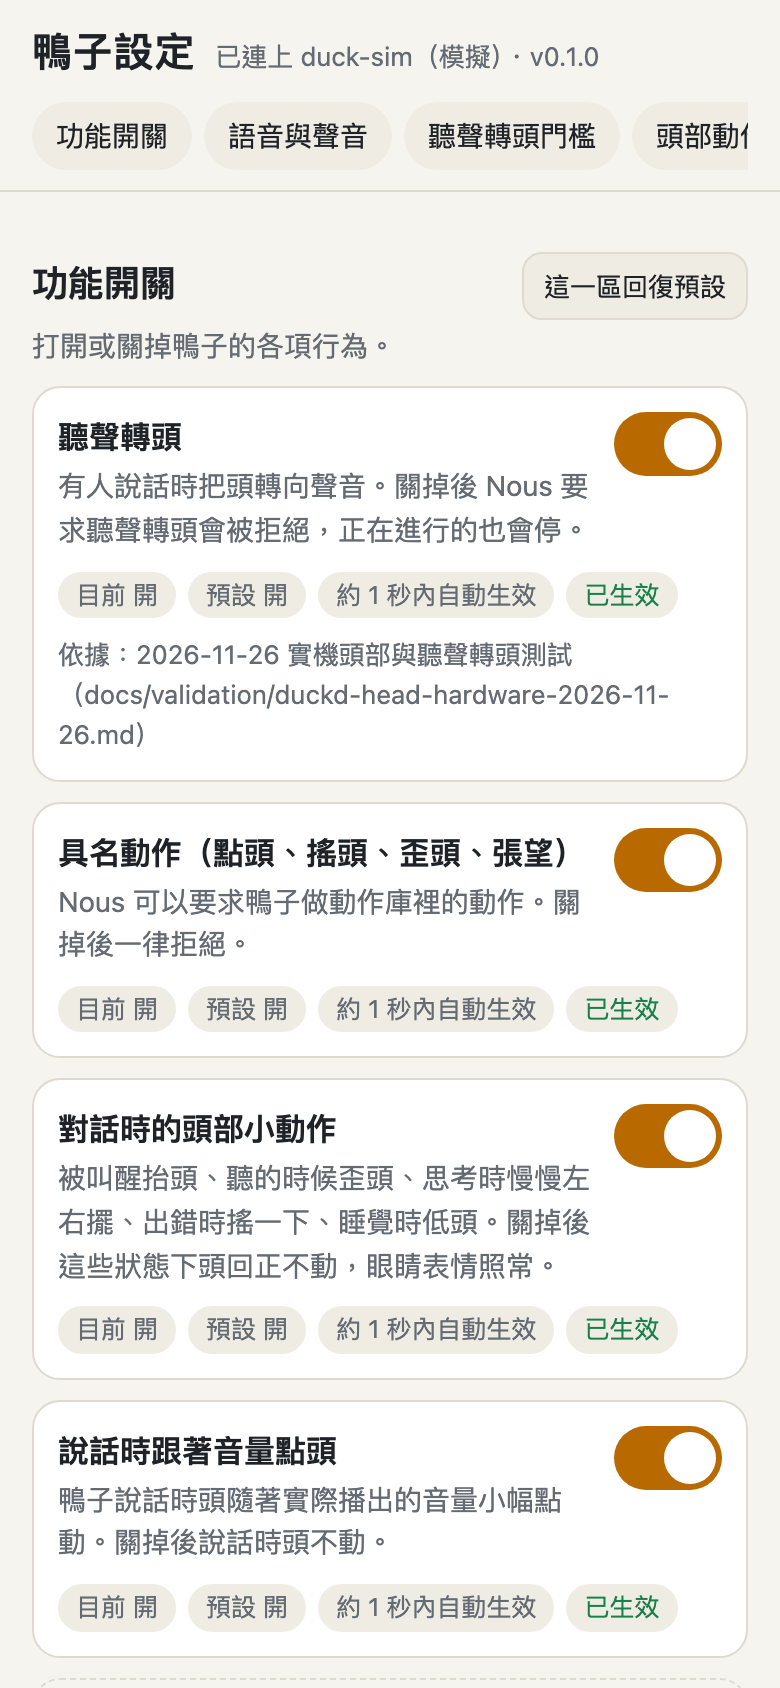 鴨子設定 已連上 duck-sim（模擬）· v0.1.0
功能開關 語音與聲音 聽聲轉頭門檻 頭部動
功能開關 這一區回復預設
打開或關掉鴨子的各項行為。
聽聲轉頭
有人說話時把頭轉向聲音。關掉後 Nous 要
求聽聲轉頭會被拒絕，正在進行的也會停。
目前 開 預設 開 約 1 秒內自動生效 已生效
依據：2026-11-26 實機頭部與聽聲轉頭測試
（docs/validation/duckd-head-hardware-2026-11-
26.md）
具名動作（點頭、搖頭、歪頭、張望）
Nous 可以要求鴨子做動作庫裡的動作。關
掉後一律拒絕。
目前 開 預設 開 約 1 秒內自動生效 已生效
對話時的頭部小動作
被叫醒抬頭、聽的時候歪頭、思考時慢慢左
右擺、出錯時搖一下、睡覺時低頭。關掉後
這些狀態下頭回正不動，眼睛表情照常。
目前 開 預設 開 約 1 秒內自動生效 已生效
說話時跟著音量點頭
鴨子說話時頭隨著實際播出的音量小幅點
動。關掉後說話時頭不動。
目前 開 預設 開 約 1 秒內自動生效 已生效